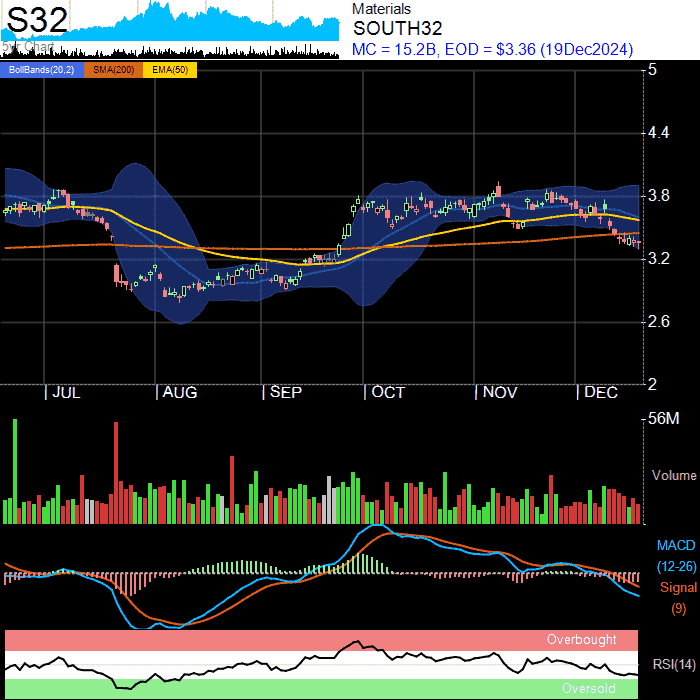 S32
5yr Chart
Materials
SOUTH32
MC = 15.2B, EOD = $3.36 (19Dec2024)
BollBands(20,2) SMA(200) EMA(50)
5
4.4
3.8
3.2
2.6
2
JUL AUG SEP OCT NOV DEC
56M
Volume
MACD
(12-26)
Signal
(9)
Overbought
RSI(14)
Oversold